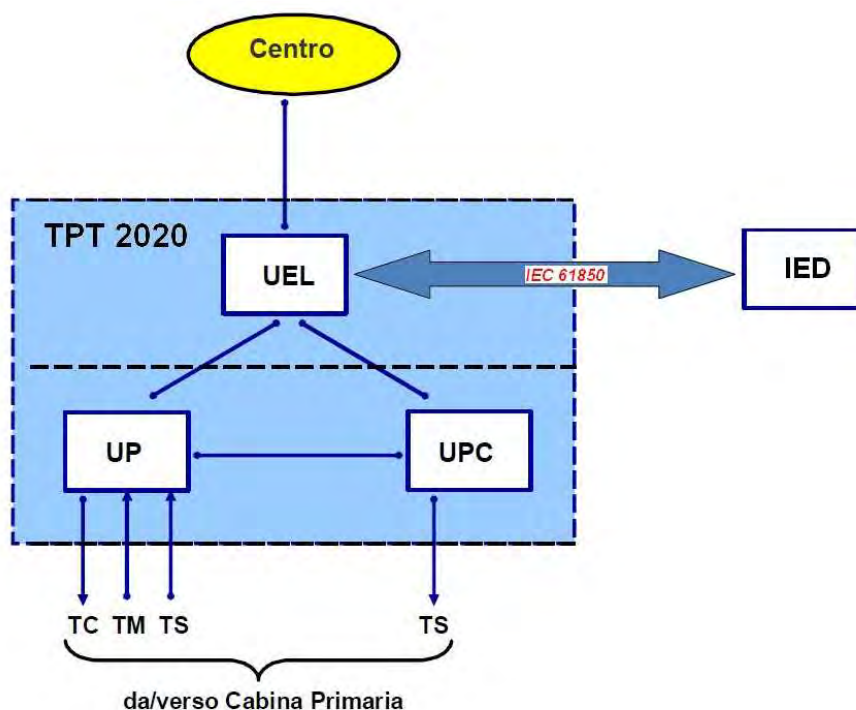 Centro
TPT 2020
UEL
IEC 61850
IED
UP
UPC
TC TM TS
TS
da/verso Cabina Primaria